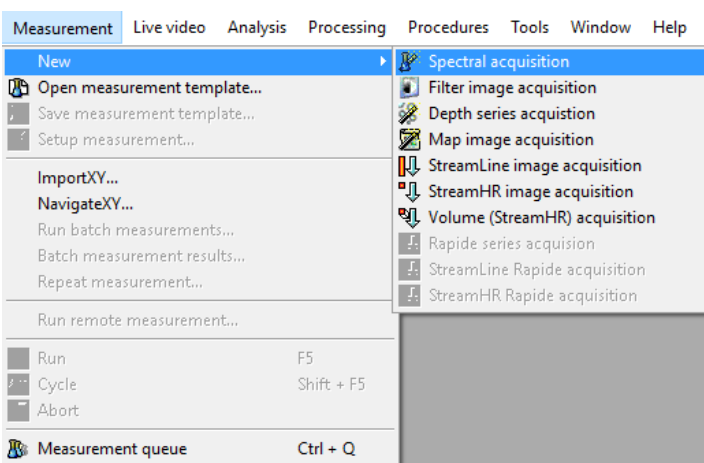 Measurement Live video Analysis Processing Procedures Tools Window Help
New
Open measurement template...
Save measurement template...
Setup measurement...
ImportXY...
NavigateXY...
Run batch measurements...
Batch measurement results...
Repeat measurement...
Run remote measurement...
Run F5
Cycle Shift + F5
Abort
Measurement queue Ctrl + Q
Spectral acquisition
Filter image acquisition
Depth series acquistion
Map image acquisition
StreamLine image acquisition
StreamHR image acquisition
Volume (StreamHR) acquisition
Rapide series acquision
StreamLine Rapide acquisition
StreamHR Rapide acquisition